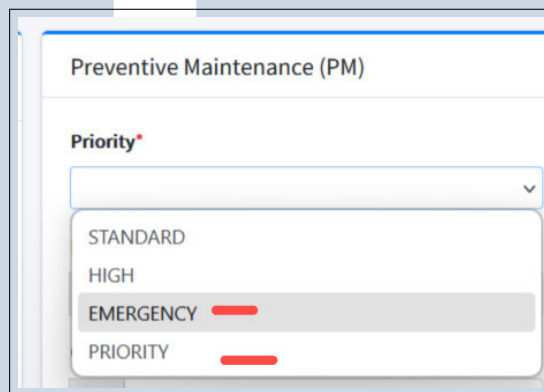 Preventive Maintenance (PM)
Priority*
STANDARD
HIGH
EMERGENCY
PRIORITY